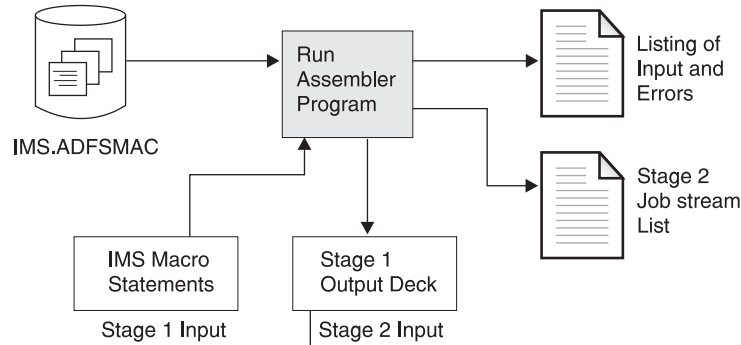 Run
Assembler
Program
Listing of
Input and
Errors
IMS.ADFSMAC
Stage 2
Job stream
List
IMS Macro
Statements
Stage 1
Output Deck
Stage 1 Input
Stage 2 Input